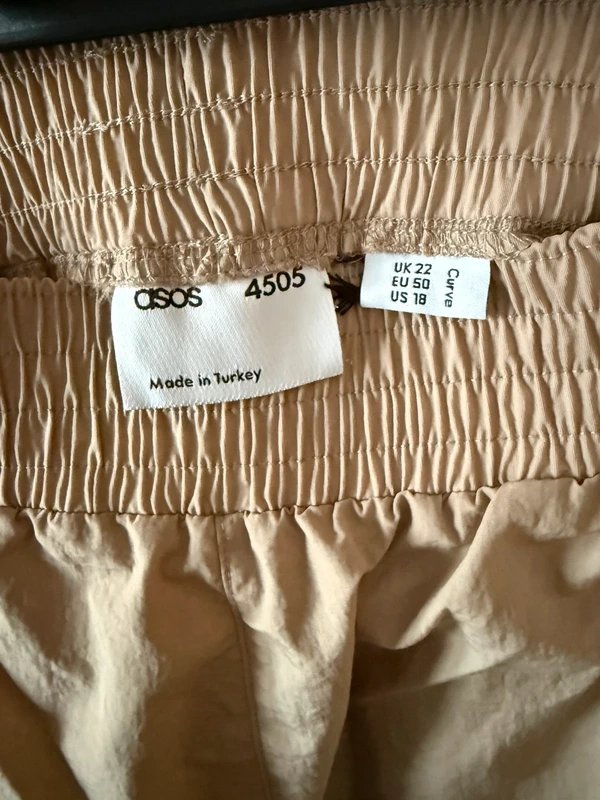 asos 4505
Made in Turkey
UK 22
EU 50
US 18
Curve